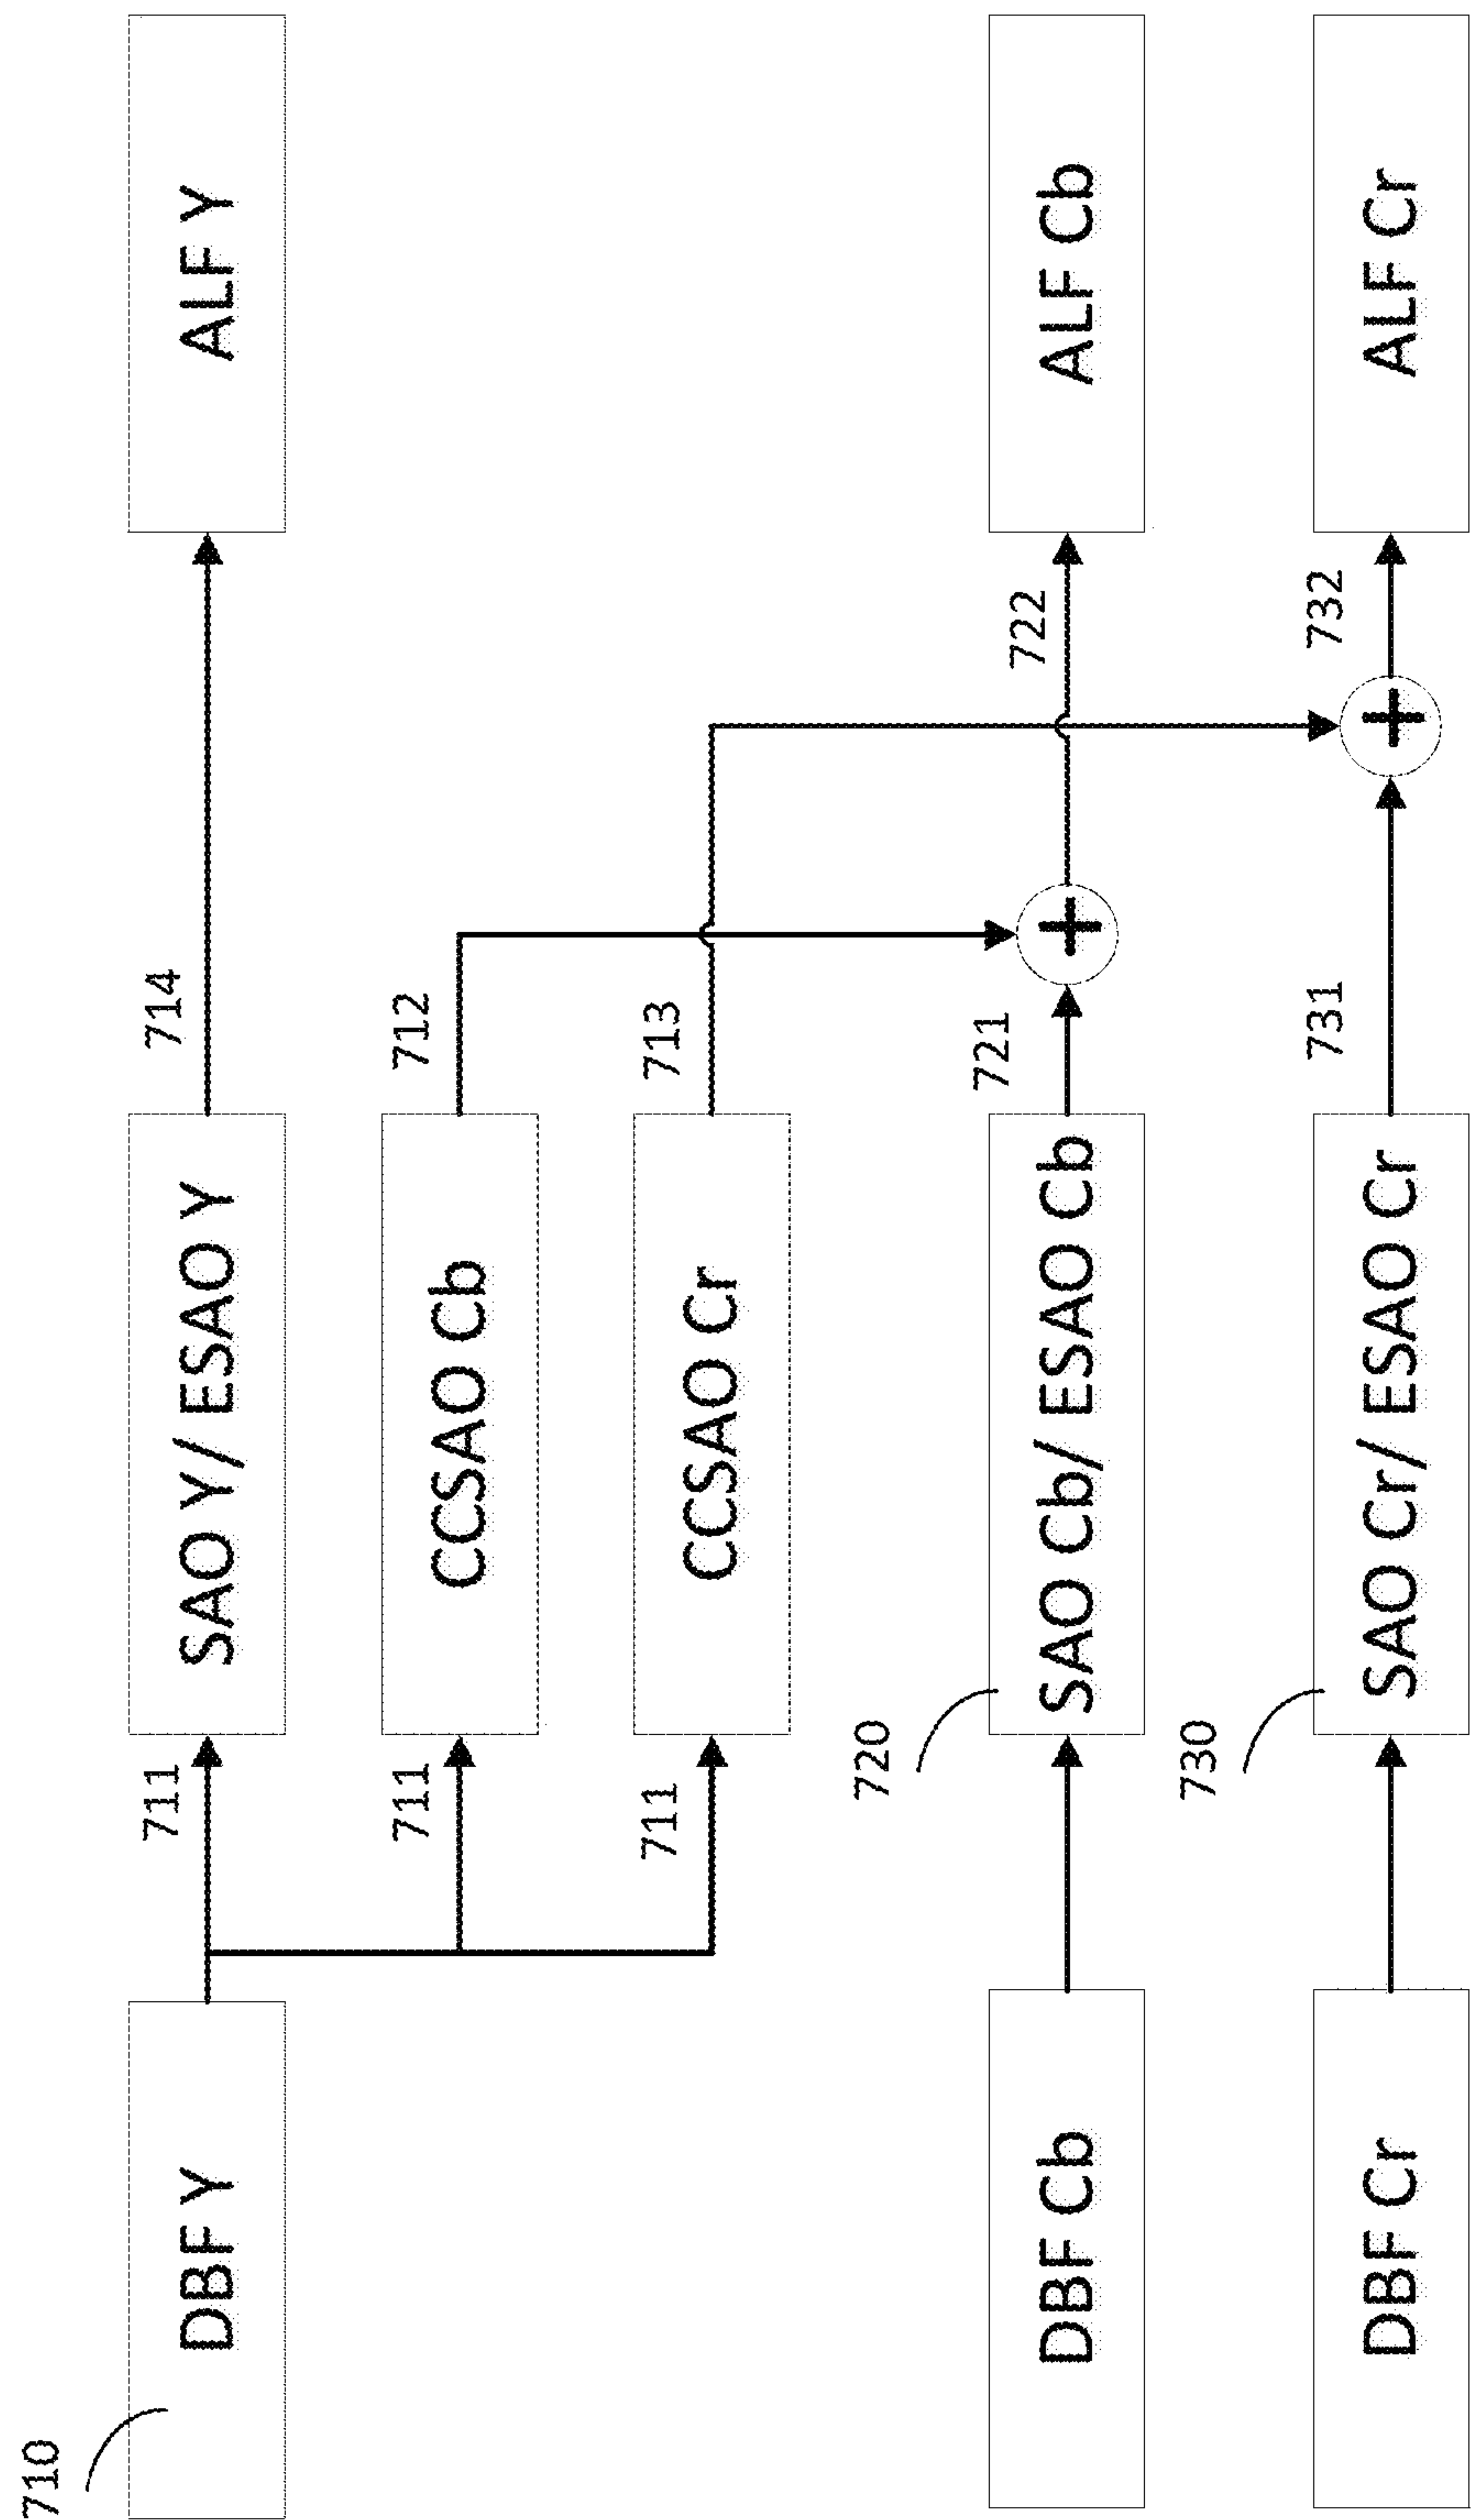 710
DBF Y
711
SAO Y/ ESAO Y
714
ALF Y
711
CCSAO Cb
712
711
CCSAO Cr
713
DBF Cb
720
SAO Cb/ ESAO Cb
721
+
722
ALF Cb
DBF Cr
730
SAO Cr/ ESAO Cr
731
+
732
ALF Cr